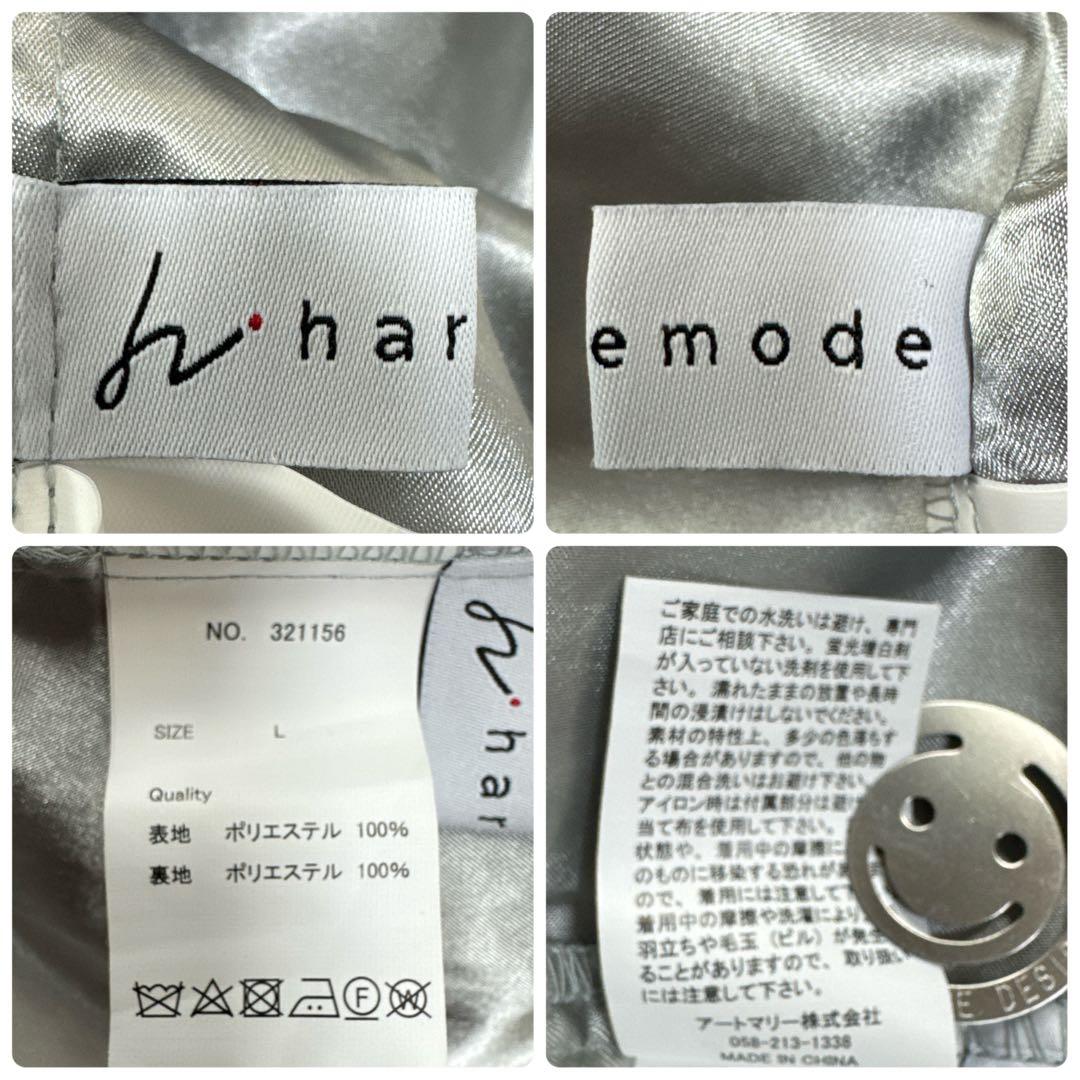 h・har
emode
NO. 321156
SIZE L
Quality
表地 ポリエステル 100%
裏地 ポリエステル 100%
F
W
h・har
ご家庭での水洗いは避け、専門
店にご相談下さい。蛍光増白剤
が入っていない洗剤を使用して下
さい。濡れたままの放置や長時
間の浸漬けはしないでください。
素材の特性上、多少の色落ちす
る場合がありますので、他の物
との混合洗いはお避け下さい。
アイロン時は付属部分は避け
当て布を使用して下さい。
状態や、着用中の摩擦に
のものに移染する恐れが
ので、着用には注意して下
着用中の摩擦や洗濯により
羽立ちや毛玉（ピル）が発生
ることがありますので、取り扱い
には注意して下さい。
アートマリー株式会社
058-213-1338
MADE IN CHINA
E DESI